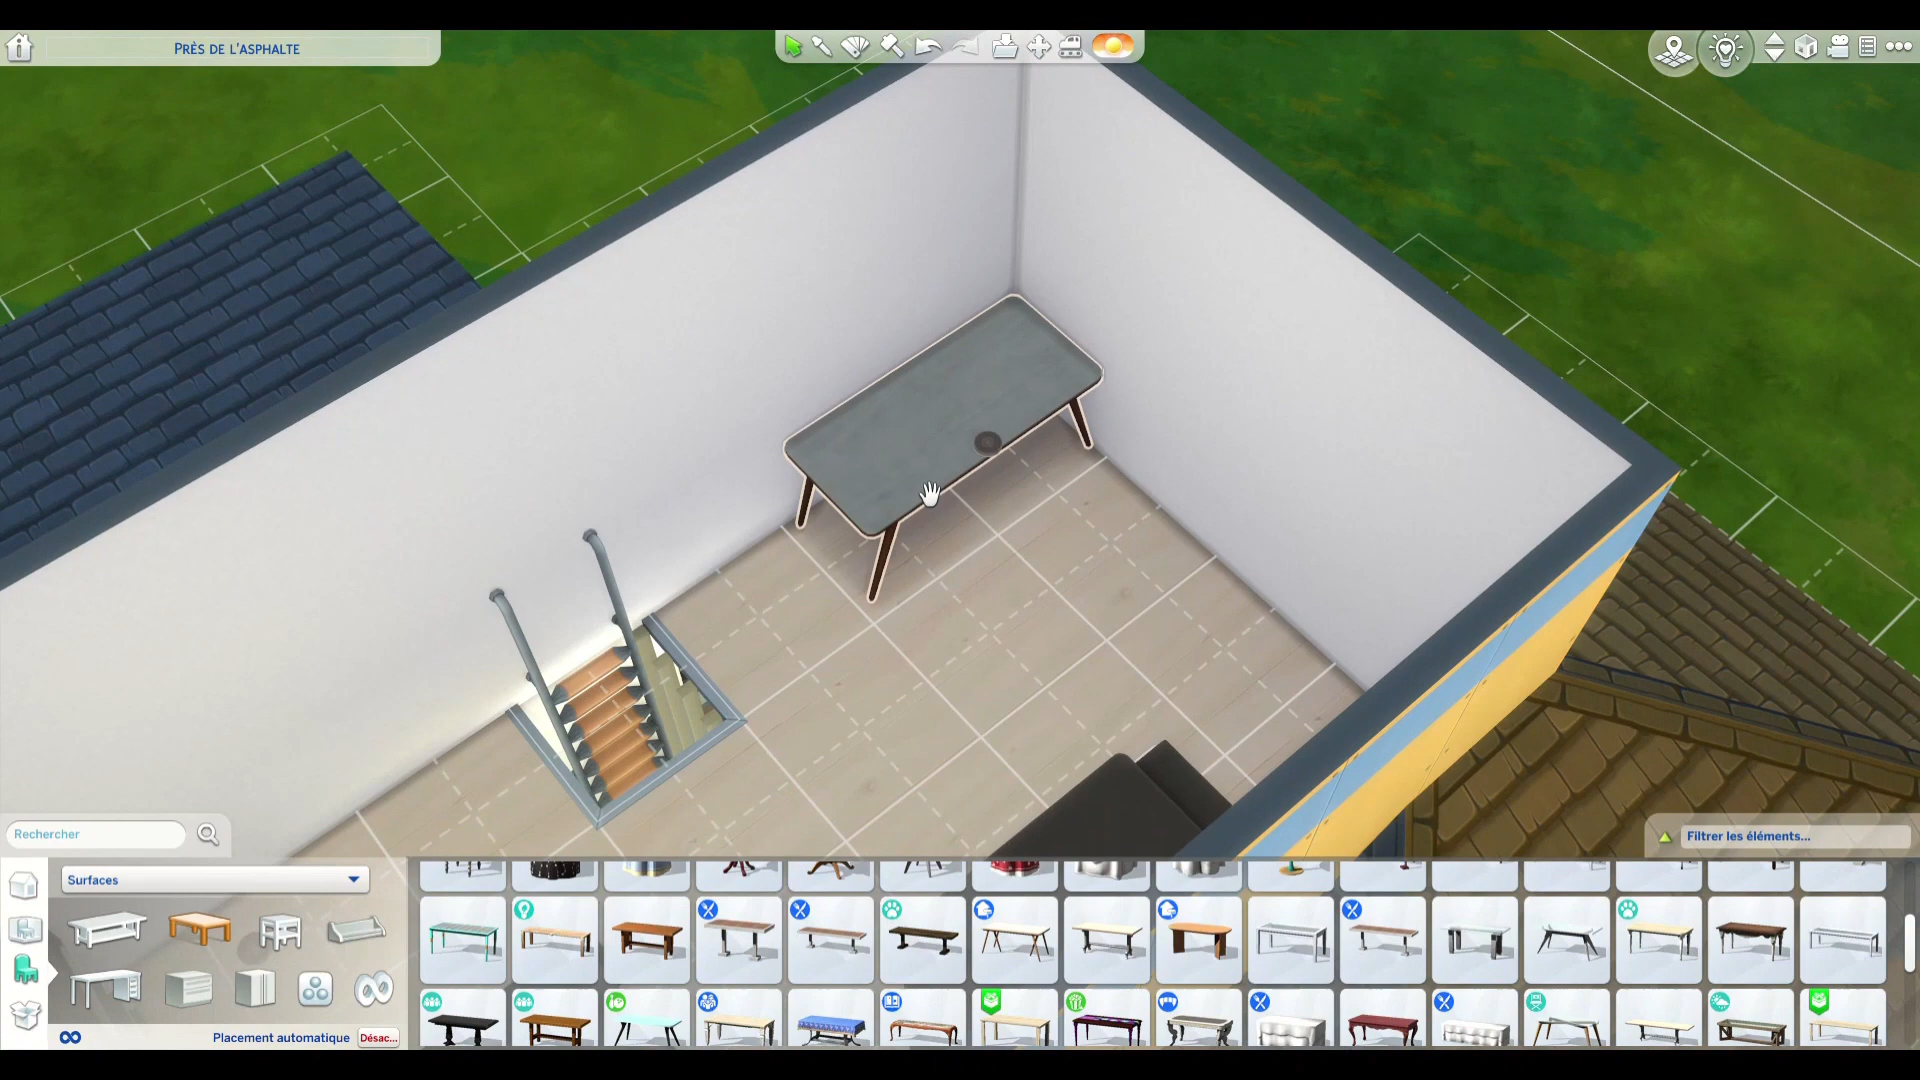 PRÈS DE L'ASPHALTE
Rechercher
Filtrer les éléments...
Surfaces
Placement automatique
Désac...